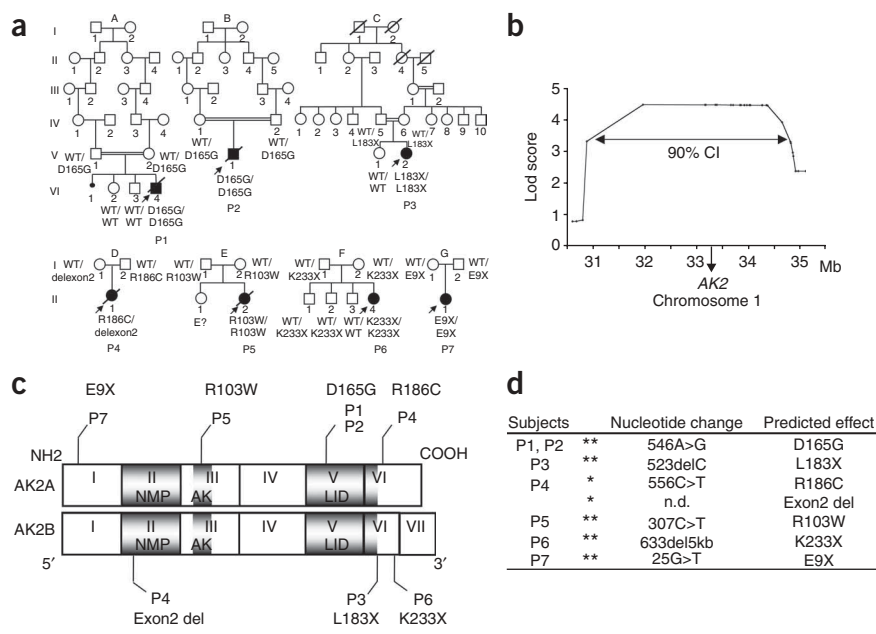 a
A
B
C
I
1 2
1 2
1 2
II
1 2 3 4
1 2 3 4 5
1 2 3 4 5
III
1 2 3 4
1 2 3 4
1 2
IV
1 2 3 4
1 2
1 2 3 4 5 6 7 8 9 10
WT/D165G
WT/D165G
WT/L183X
WT/L183X
V
WT/D165G
1
2
WT/D165G
1
D165G/D165G
P2
1
WT/WT
2
L183X/L183X
P3
VI
1 2 3 4
WT/WT
WT/WT
D165G/D165G
P1
D
E
F
G
I
WT/delexon2
1 2
WT/R186C
WT/R103W
1 2
WT/R103W
WT/K233X
1 2
WT/K233X
WT/E9X
1 2
WT/E9X
II
1
R186C/delexon2
P4
1
E?
2
R103W/R103W
P5
1 2 3 4
WT/K233X
WT/K233X
WT/WT
K233X/K233X
P6
1
E9X/E9X
P7
b
Lod score
5
4
3
2
1
0
90% CI
31 32 33 34 35 Mb
AK2
Chromosome 1
c
E9X R103W D165G R186C
P7 P5 P1 P2 P4
NH2 COOH
AK2A I II III IV V VI
NMP AK LID
AK2B I II III IV V VI VII
NMP AK LID
5′ 3′
P4 P3 P6
Exon2 del L183X K233X
d
Subjects Nucleotide change Predicted effect
P1, P2 ** 546A>G D165G
P3 ** 523delC L183X
P4 * 556C>T R186C
* n.d. Exon2 del
P5 ** 307C>T R103W
P6 ** 633del5kb K233X
P7 ** 25G>T E9X